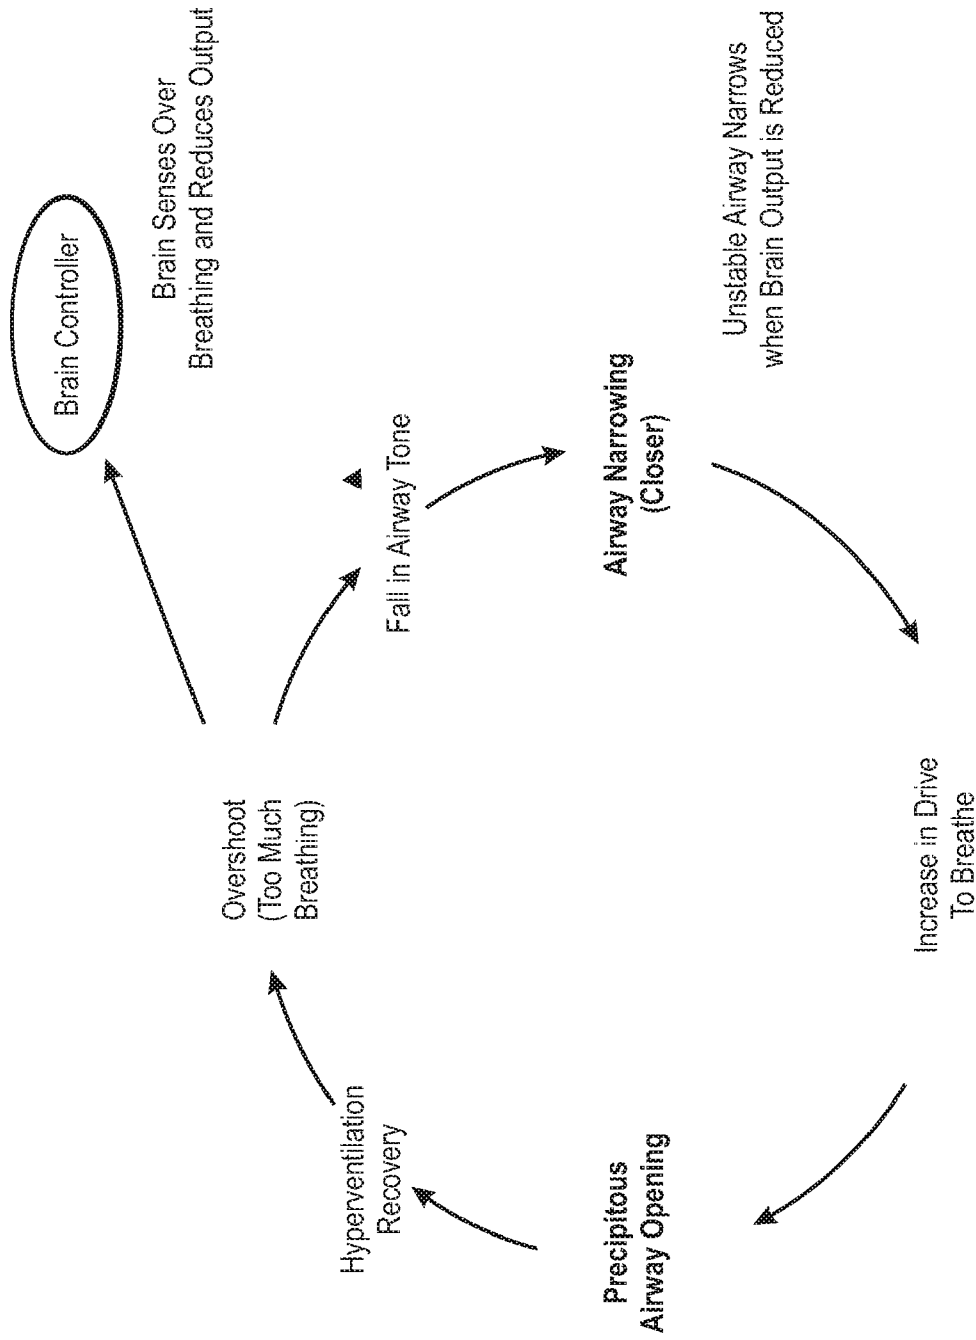 Brain Controller
Brain Senses Over
Breathing and Reduces Output
Overshoot
(Too Much
Breathing)
Fall in Airway Tone
Hyperventilation
Recovery
Airway Narrowing
(Closer)
Unstable Airway Narrows
when Brain Output is Reduced
Precipitous
Airway Opening
Increase in Drive
To Breathe